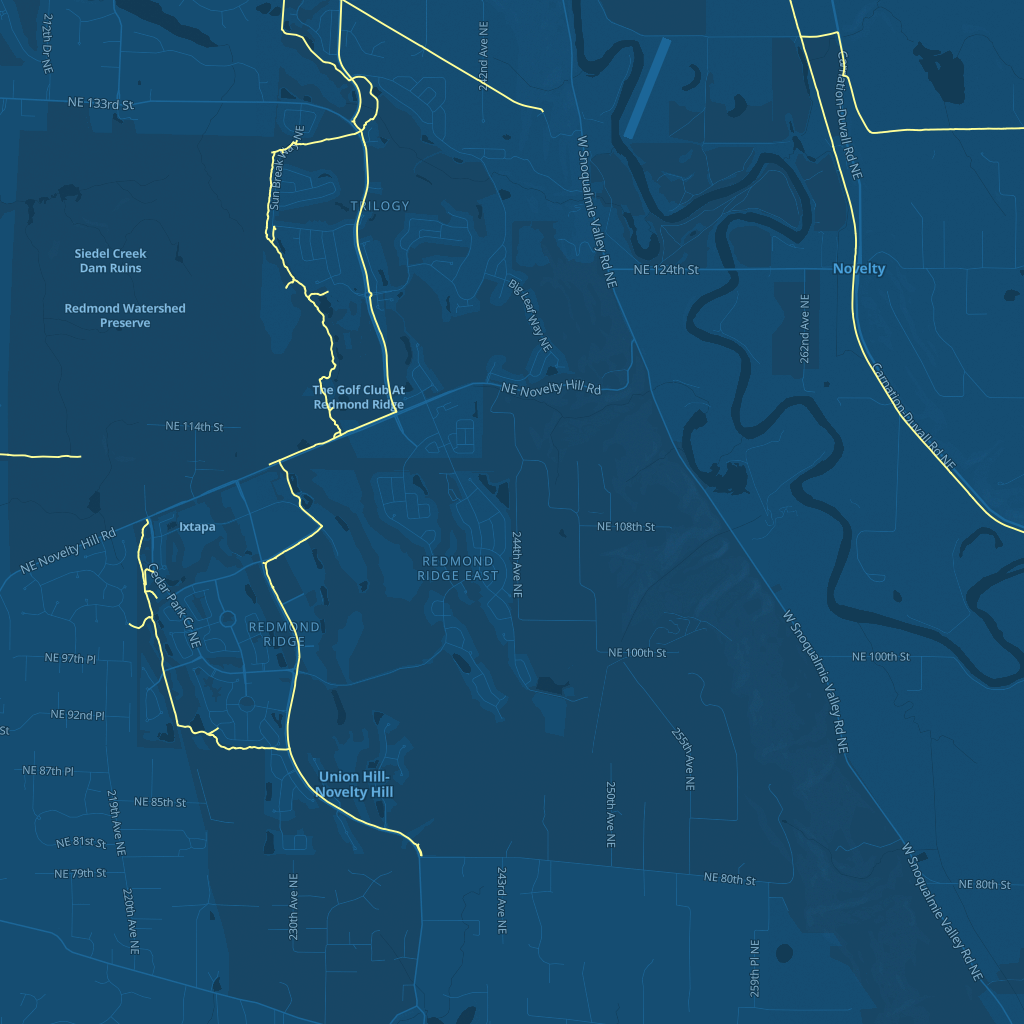 212th Dr NE
242nd Ave NE
Carnation-Duvall Rd NE
NE 133rd St
W Snoqualmie Valley Rd NE
Sun Break Way NE
TRILOGY
Siedel Creek
Dam Ruins
NE 124th St
Novelty
Redmond Watershed
Preserve
Big Leaf Way NE
262nd Ave NE
The Golf Club At
Redmond Ridge
NE Novelty Hill Rd
Carnation-Duvall Rd NE
NE 114th St
Ixtapa
NE 108th St
NE Novelty Hill Rd
244th Ave NE
REDMOND
RIDGE EAST
Cedar Park Cr NE
REDMOND
RIDGE
NE 97th Pl
NE 100th St
W Snoqualmie Valley Rd NE
NE 100th St
NE 92nd Pl
St
255th Ave NE
NE 87th Pl
Union Hill-
Novelty Hill
NE 85th St
219th Ave NE
250th Ave NE
NE 81st St
NE 79th St
NE 80th St
W Snoqualmie Valley Rd NE
NE 80th St
220th Ave NE
230th Ave NE
243rd Ave NE
259th Pl NE